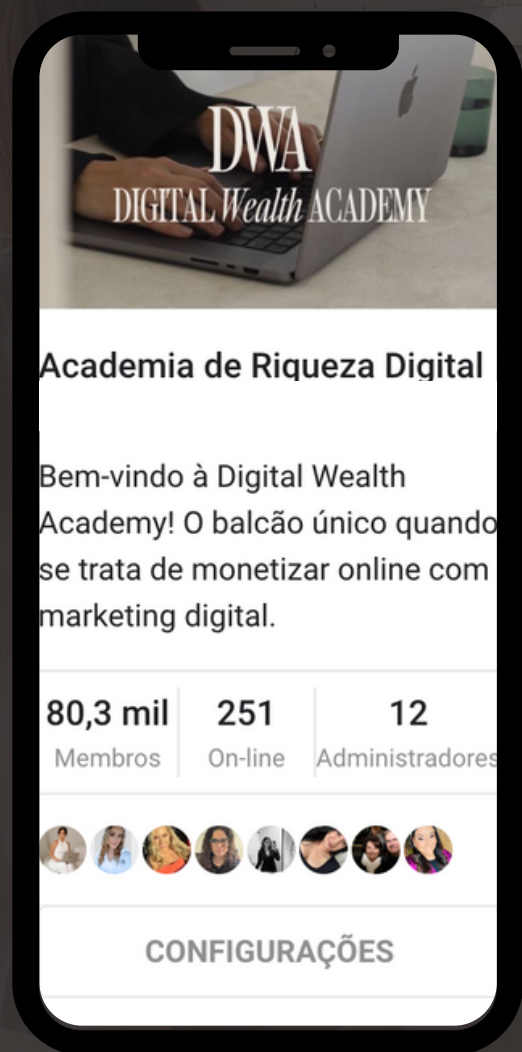 DWA
DIGITAL Wealth ACADEMY
Academia de Riqueza Digital
Bem-vindo à Digital Wealth
Academy! O balcão único quando
se trata de monetizar online com
marketing digital.
80,3 mil 251 12
Membros On-line Administradores
CONFIGURAÇÕES